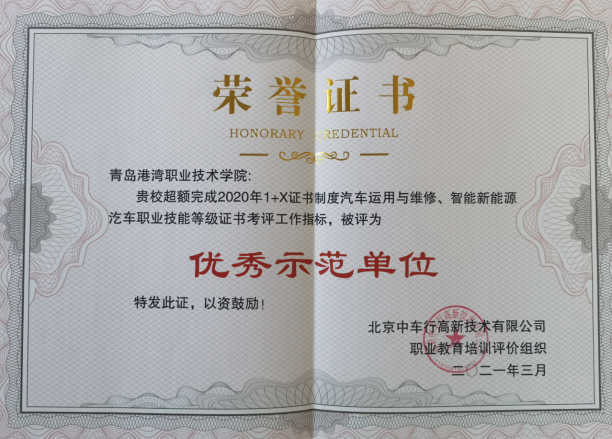 荣誉证书
HONORARY CREDENTIAL
青岛港湾职业技术学院:
贵校超额完成2020年1+X证书制度汽车运用与维修、智能新能源
汽车职业技能等级证书考评工作指标，被评为
优秀示范单位
特发此证，以资鼓励！
北京中车行高新技术有限公司
职业教育培训评价组织
二〇二一年三月